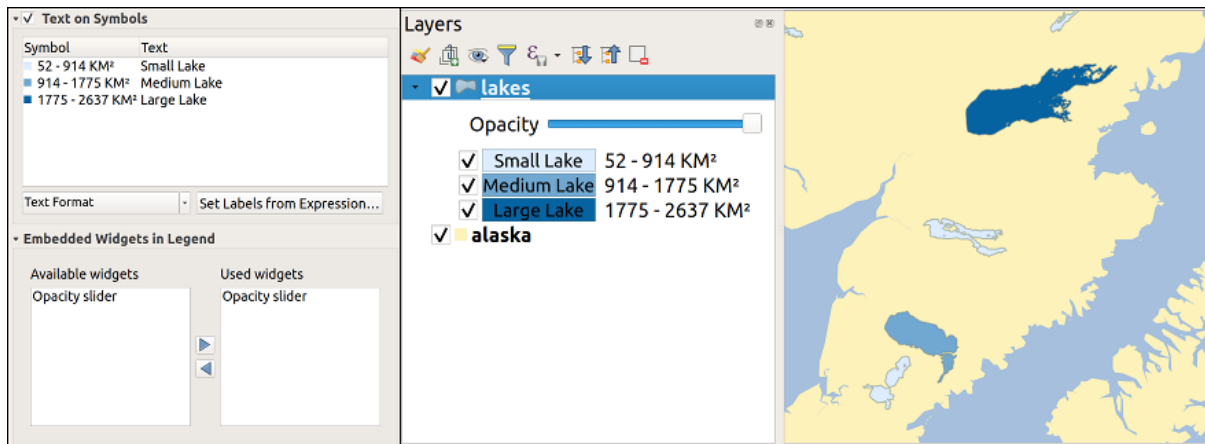 Text on Symbols
Symbol Text
52 - 914 KM² Small Lake
914 - 1775 KM² Medium Lake
1775 - 2637 KM² Large Lake
Text Format
Set Labels from Expression...
Embedded Widgets in Legend
Available widgets
Used widgets
Opacity slider
Opacity slider
Layers
lakes
Opacity
Small Lake 52 - 914 KM²
Medium Lake 914 - 1775 KM²
Large Lake 1775 - 2637 KM²
alaska